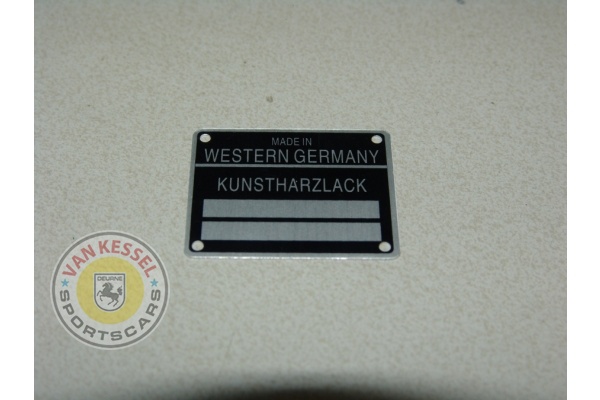 MADE IN
WESTERN GERMANY
KUNSTHARZLACK
VAN KESSEL
DEURNE
SPORTSCARS